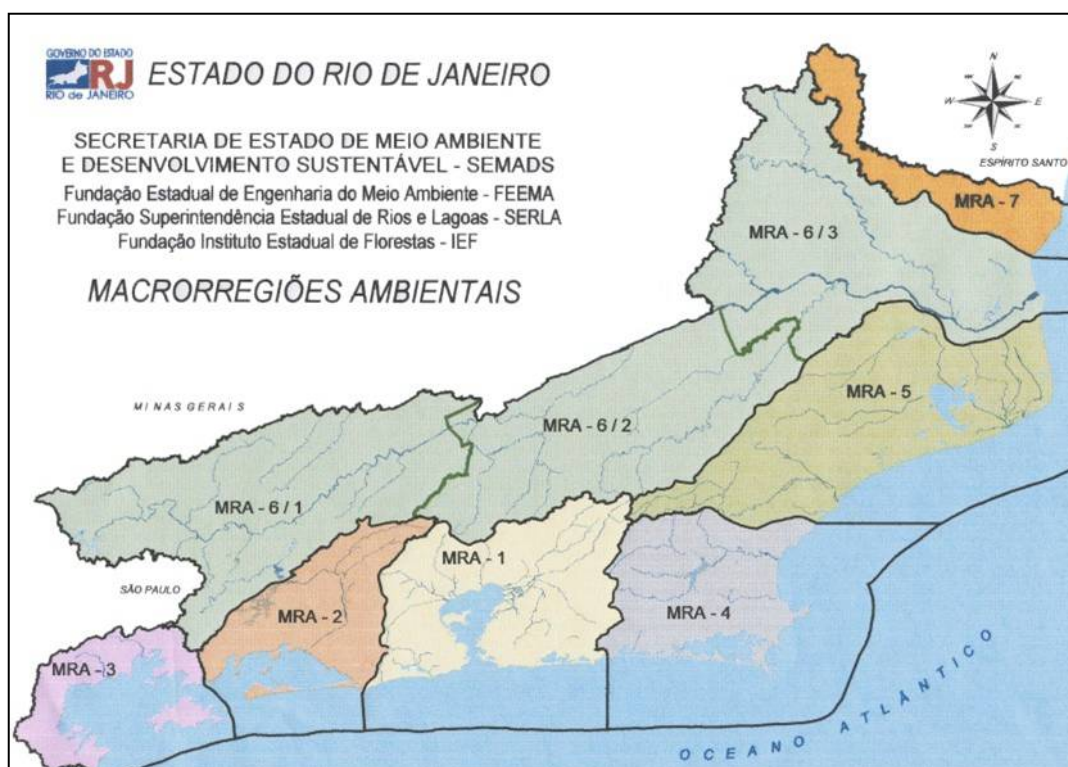 GOVERNO DO ESTADO
RJ
RIO de JANEIRO
ESTADO DO RIO DE JANEIRO
SECRETARIA DE ESTADO DE MEIO AMBIENTE
E DESENVOLVIMENTO SUSTENTÁVEL - SEMADS
Fundação Estadual de Engenharia do Meio Ambiente - FEEMA
Fundação Superintendência Estadual de Rios e Lagoas - SERLA
Fundação Instituto Estadual de Florestas - IEF
MACRORREGIÕES AMBIENTAIS
N
W
E
S
ESPÍRITO SANTO
MRA - 7
MRA - 6 / 3
MINAS GERAIS
MRA - 5
MRA - 6 / 2
MRA - 6 / 1
MRA - 1
SÃO PAULO
MRA - 2
MRA - 4
MRA - 3
OCEANO ATLÂNTICO